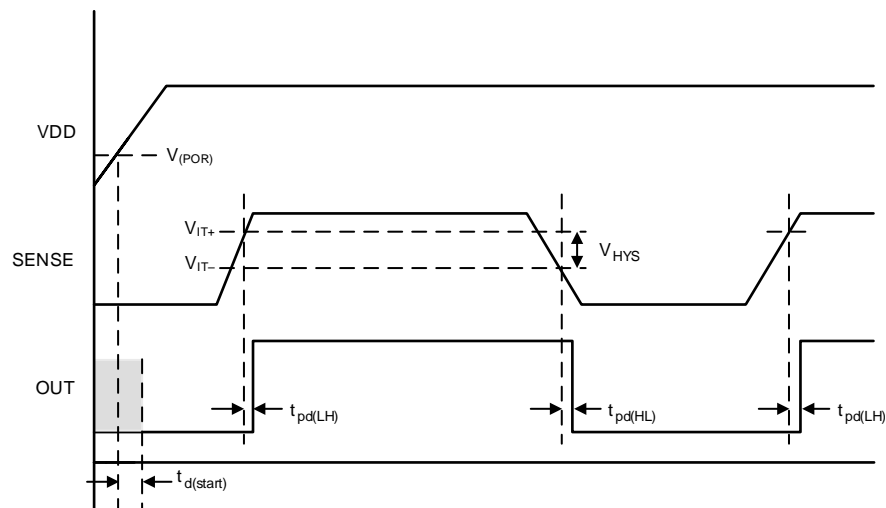 VDD
V(POR)
VIT+
SENSE
VIT–
VHYS
OUT
tpd(LH)
tpd(HL)
tpd(LH)
td(start)